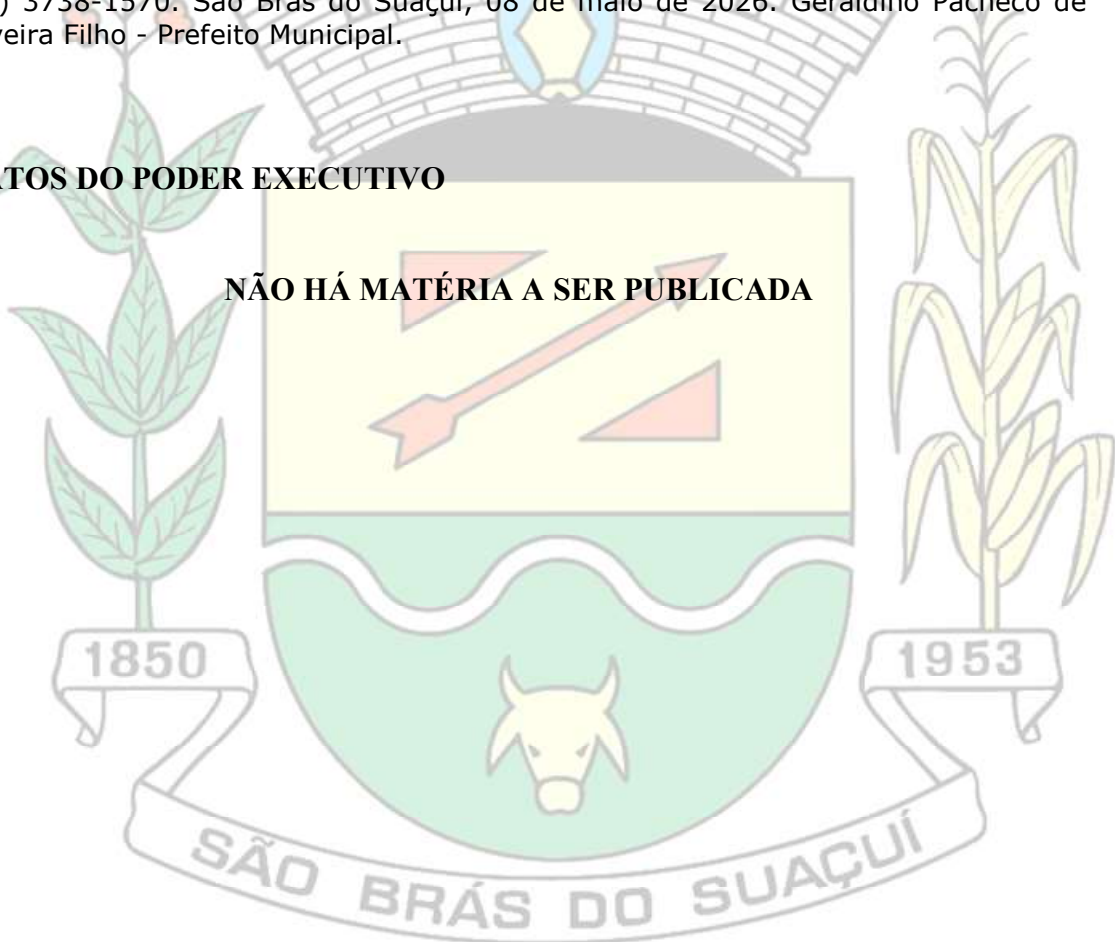 ) 3738-1570. São Brás do Suaçuí, 08 de maio de 2026. Geraldino Pacheco de
veira Filho - Prefeito Municipal.
ATOS DO PODER EXECUTIVO
NÃO HÁ MATÉRIA A SER PUBLICADA
1850
1953
SÃO BRÁS DO SUAÇUÍ